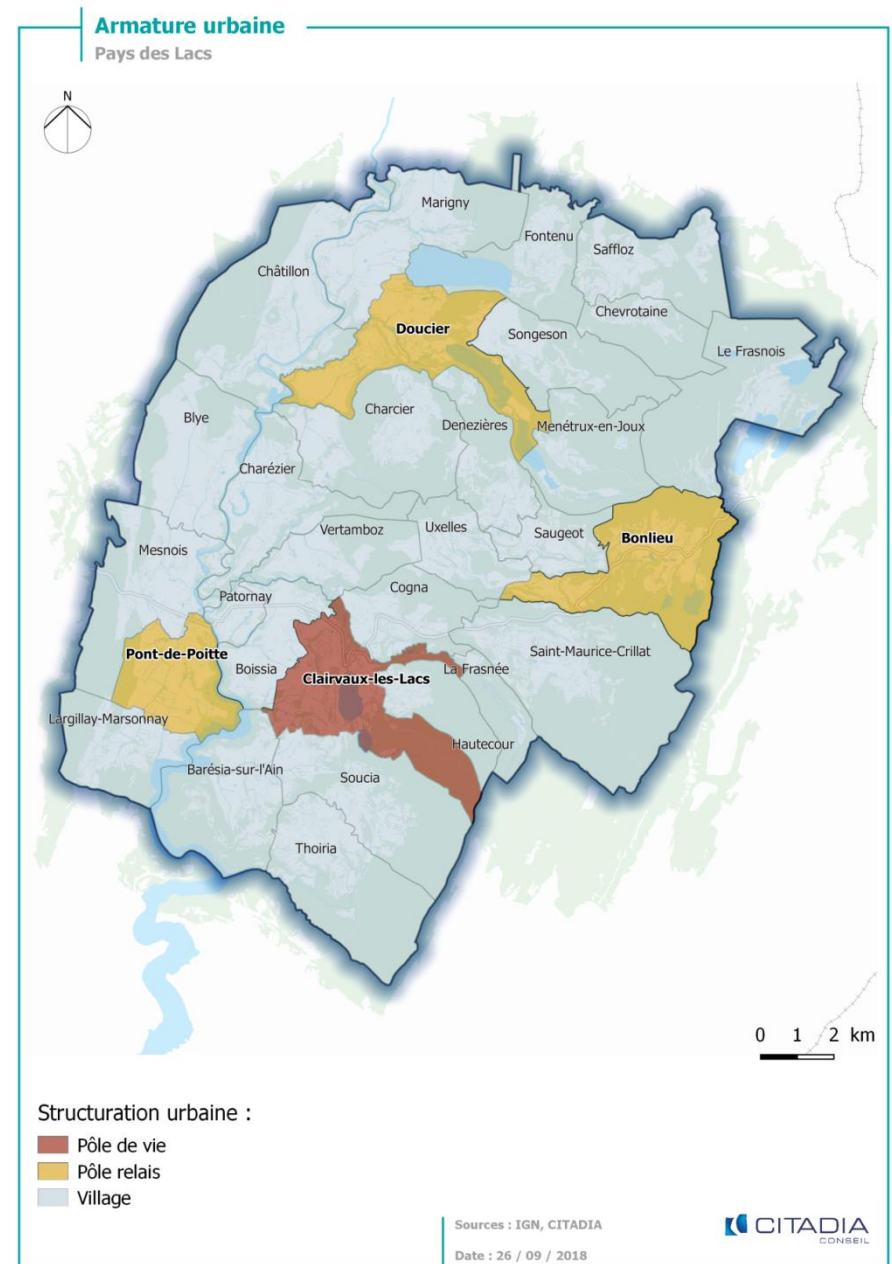 Armature urbaine
Pays des Lacs
N
Marigny
Fontenu
Saffloz
Châtillon
Chevrotaine
Doucier
Songeson
Le Frasnois
Blye
Charcier
Denezières
Menétrux-en-Joux
Charézier
Vertamboz
Uxelles
Saugeot
Bonlieu
Mesnois
Cogna
Patornay
Pont-de-Poitte
Boissia
La Frasnée
Saint-Maurice-Crillat
Clairvaux-les-Lacs
Largillay-Marsonnay
Hautecour
Barésia-sur-l'Ain
Soucia
Thoiria
0 1 2 km
Structuration urbaine :
Pôle de vie
Pôle relais
Village
Sources : IGN, CITADIA
Date : 26 / 09 / 2018
CITADIA
CONSEIL